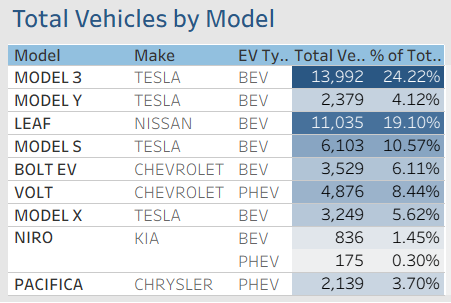 Total Vehicles by Model
Model Make EV Ty.. Total Ve.. % of Tot..
MODEL 3 TESLA BEV 13,992 24.22%
MODEL Y TESLA BEV 2,379 4.12%
LEAF NISSAN BEV 11,035 19.10%
MODEL S TESLA BEV 6,103 10.57%
BOLT EV CHEVROLET BEV 3,529 6.11%
VOLT CHEVROLET PHEV 4,876 8.44%
MODEL X TESLA BEV 3,249 5.62%
NIRO KIA BEV 836 1.45%
PHEV 175 0.30%
PACIFICA CHRYSLER PHEV 2,139 3.70%